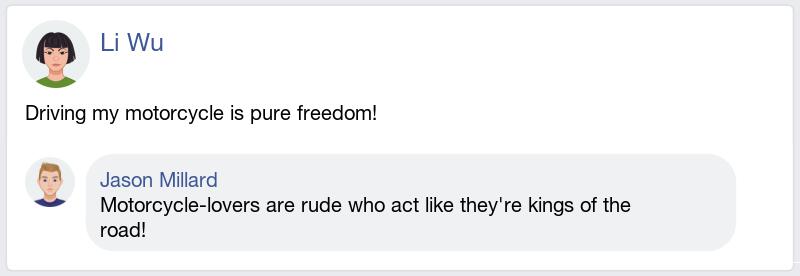 Li Wu
Driving my motorcycle is pure freedom!
Jason Millard
Motorcycle-lovers are rude who act like they're kings of the
road!